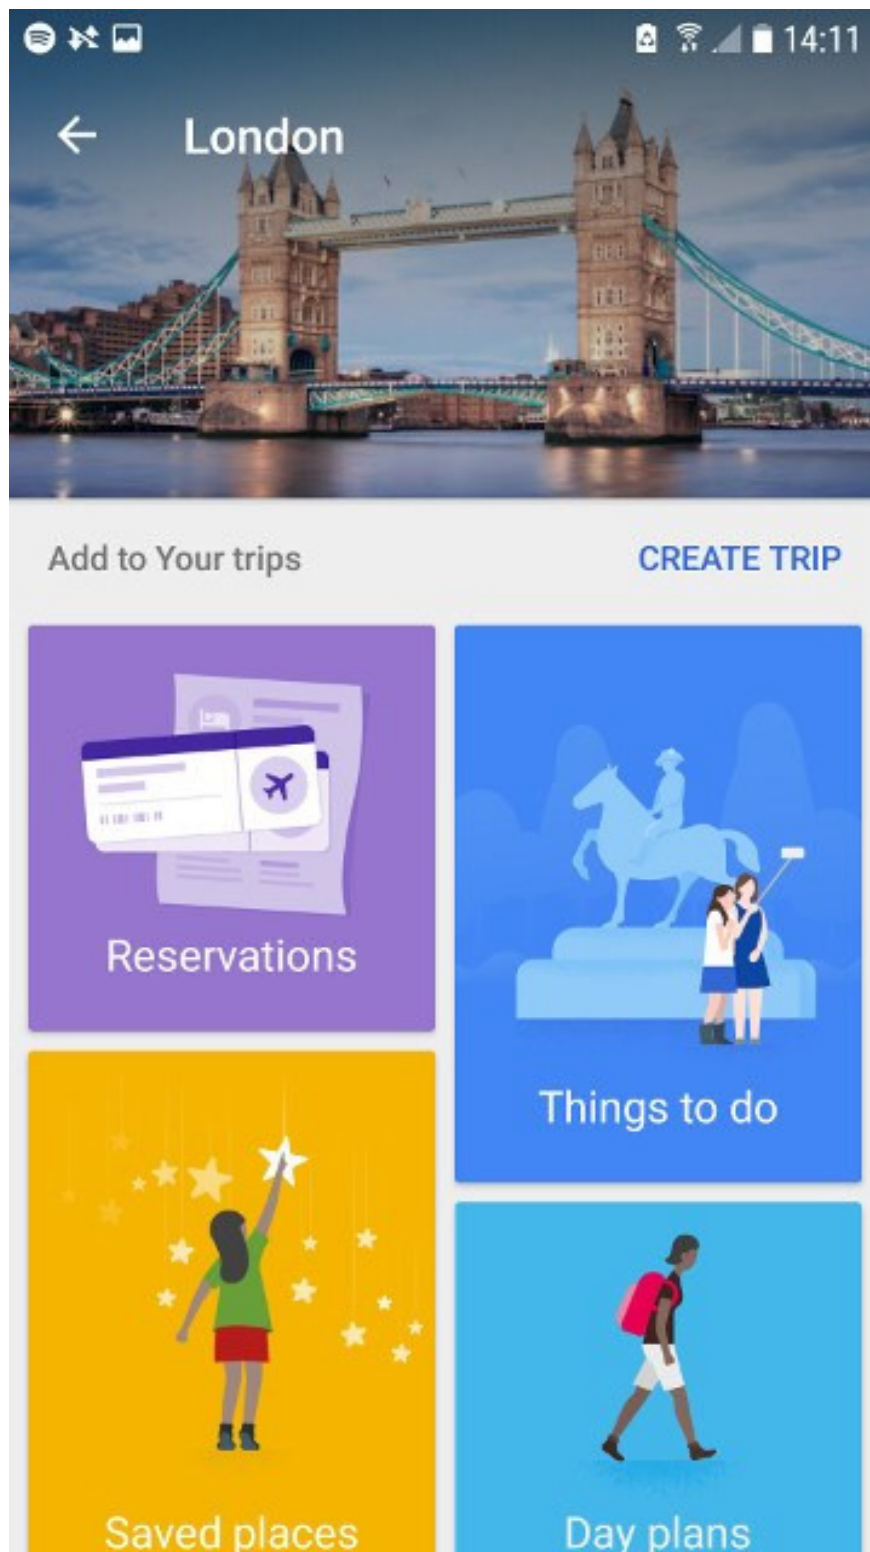 14:11
London
Add to Your trips
CREATE TRIP
Reservations
Things to do
Saved places
Day plans